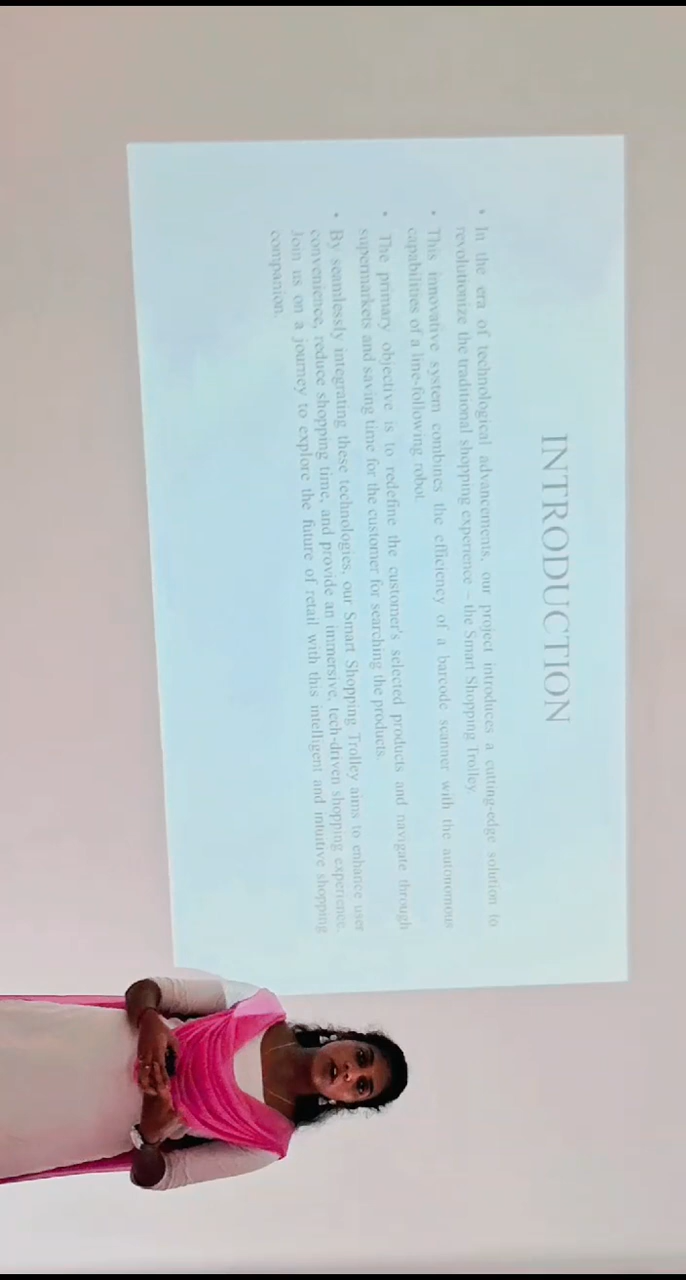 INTRODUCTION
• In the era of technological advancements, our project introduces a cutting-edge solution to
revolutionize the traditional shopping experience – the Smart Shopping Trolley.
• This innovative system combines the efficiency of a barcode scanner with the autonomous
capabilities of a line-following robot.
• The primary objective is to redefine the customer's selected products and navigate through
supermarkets and saving time for the customer for searching the products.
• By seamlessly integrating these technologies, our Smart Shopping Trolley aims to enhance user
convenience, reduce shopping time, and provide an immersive, tech-driven shopping experience.
Join us on a journey to explore the future of retail with this intelligent and intuitive shopping
companion.